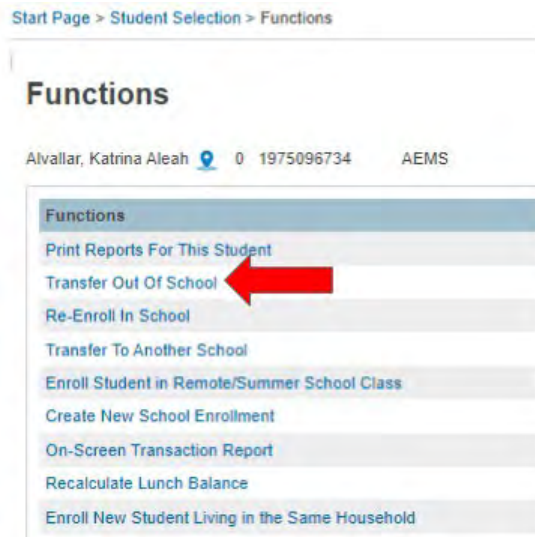 Start Page > Student Selection > Functions
Functions
Alvallar, Katrina Aleah 0 1975096734 AEMS
Functions
Print Reports For This Student
Transfer Out Of School
Re-Enroll In School
Transfer To Another School
Enroll Student in Remote/Summer School Class
Create New School Enrollment
On-Screen Transaction Report
Recalculate Lunch Balance
Enroll New Student Living in the Same Household